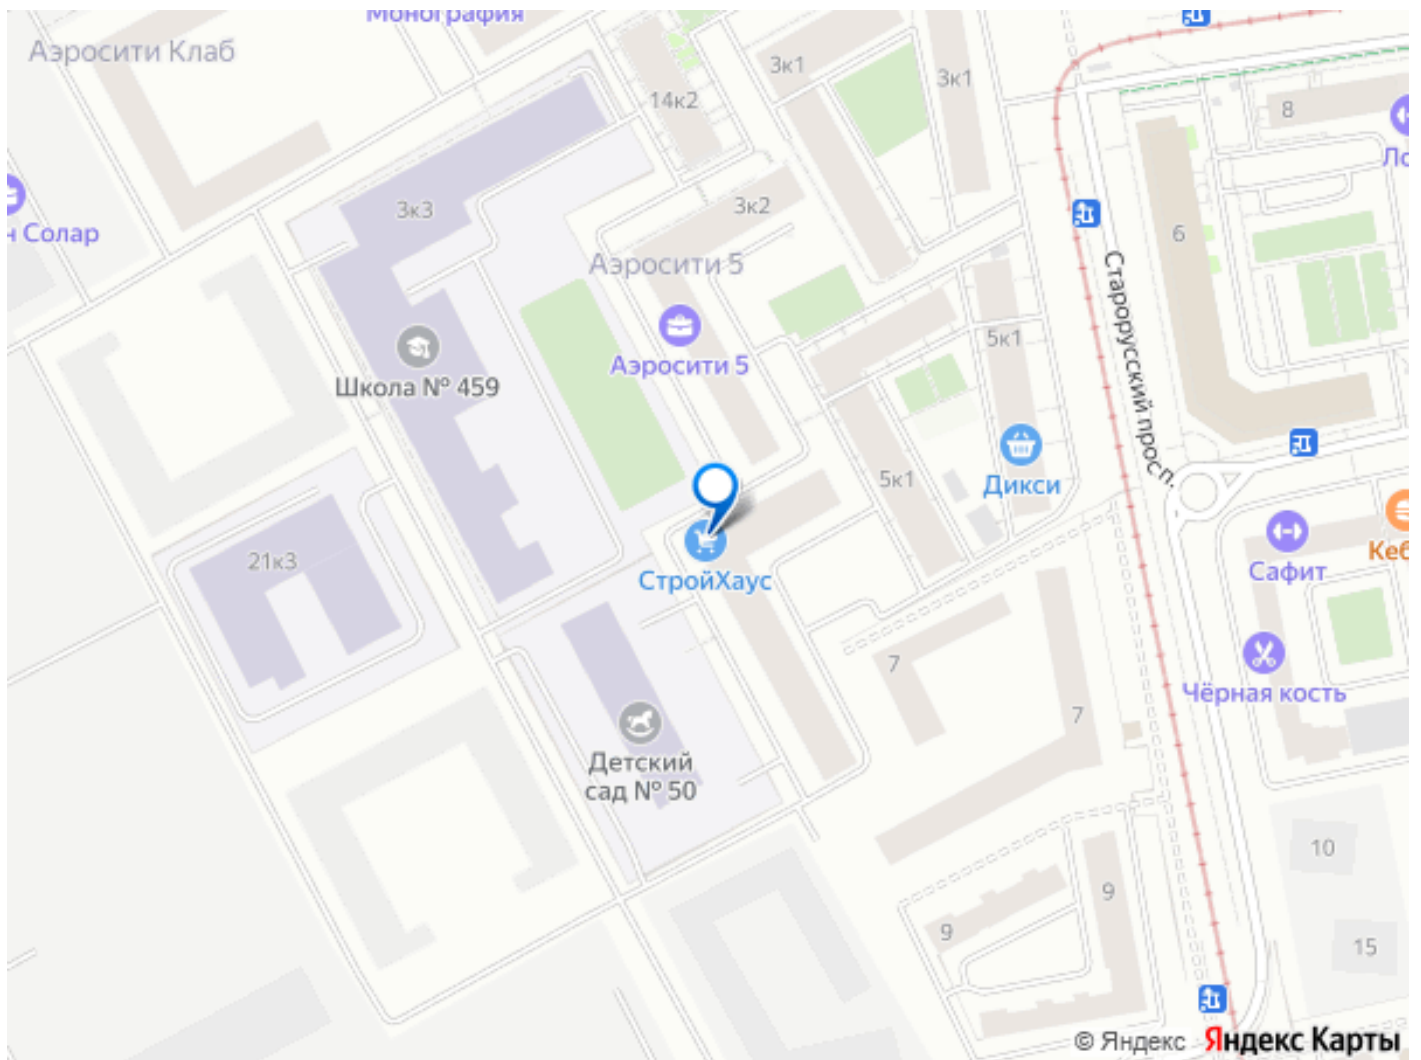 Монография
Аэросити Клаб
3к1
3к1
14к2
8
3к3
3к2
Солар
6
Аэросити 5
Старорусский просп.
5к1
Аэросити 5
Школа № 459
5к1
Дикси
21к3
СтройХаус
Сафит
7
Чёрная кость
7
Детский
сад № 50
10
9
9
15
© Яндекс Яндекс Карты